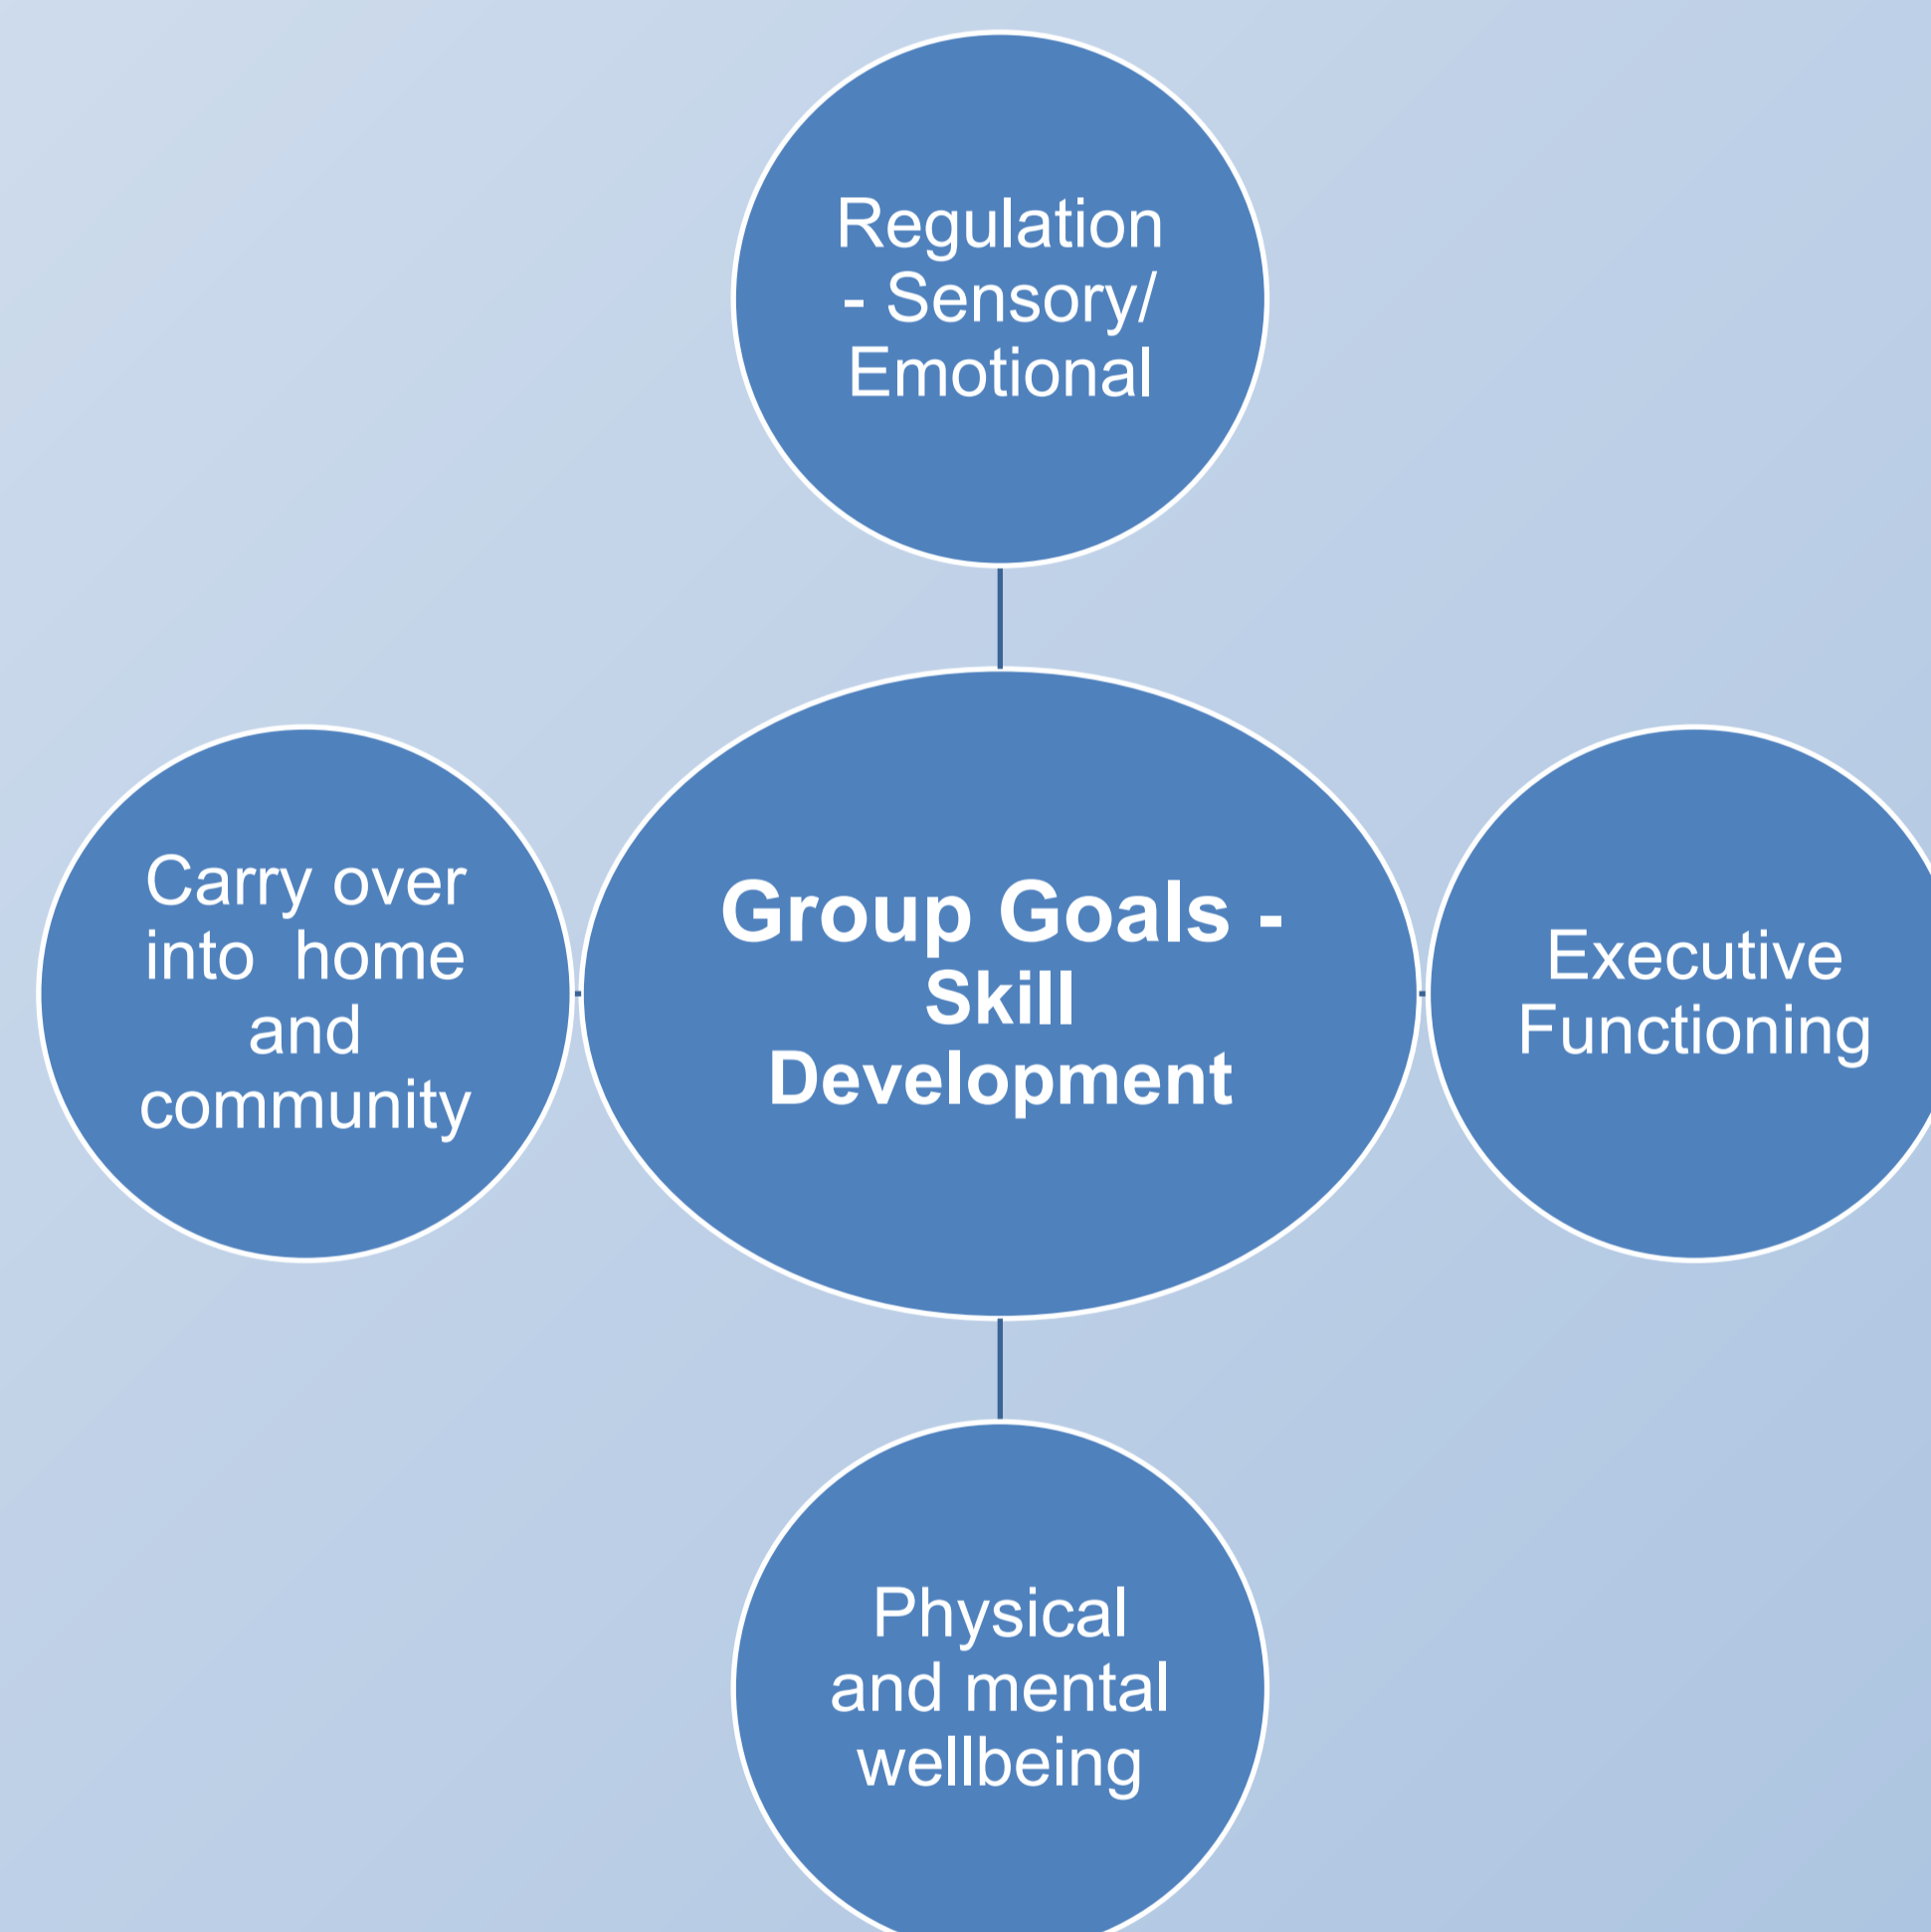 Regulation
- Sensory/
Emotional
Carry over
into  home
and
community
Group Goals -
Skill
Development
Executive
Functioning
Physical
and mental
wellbeing